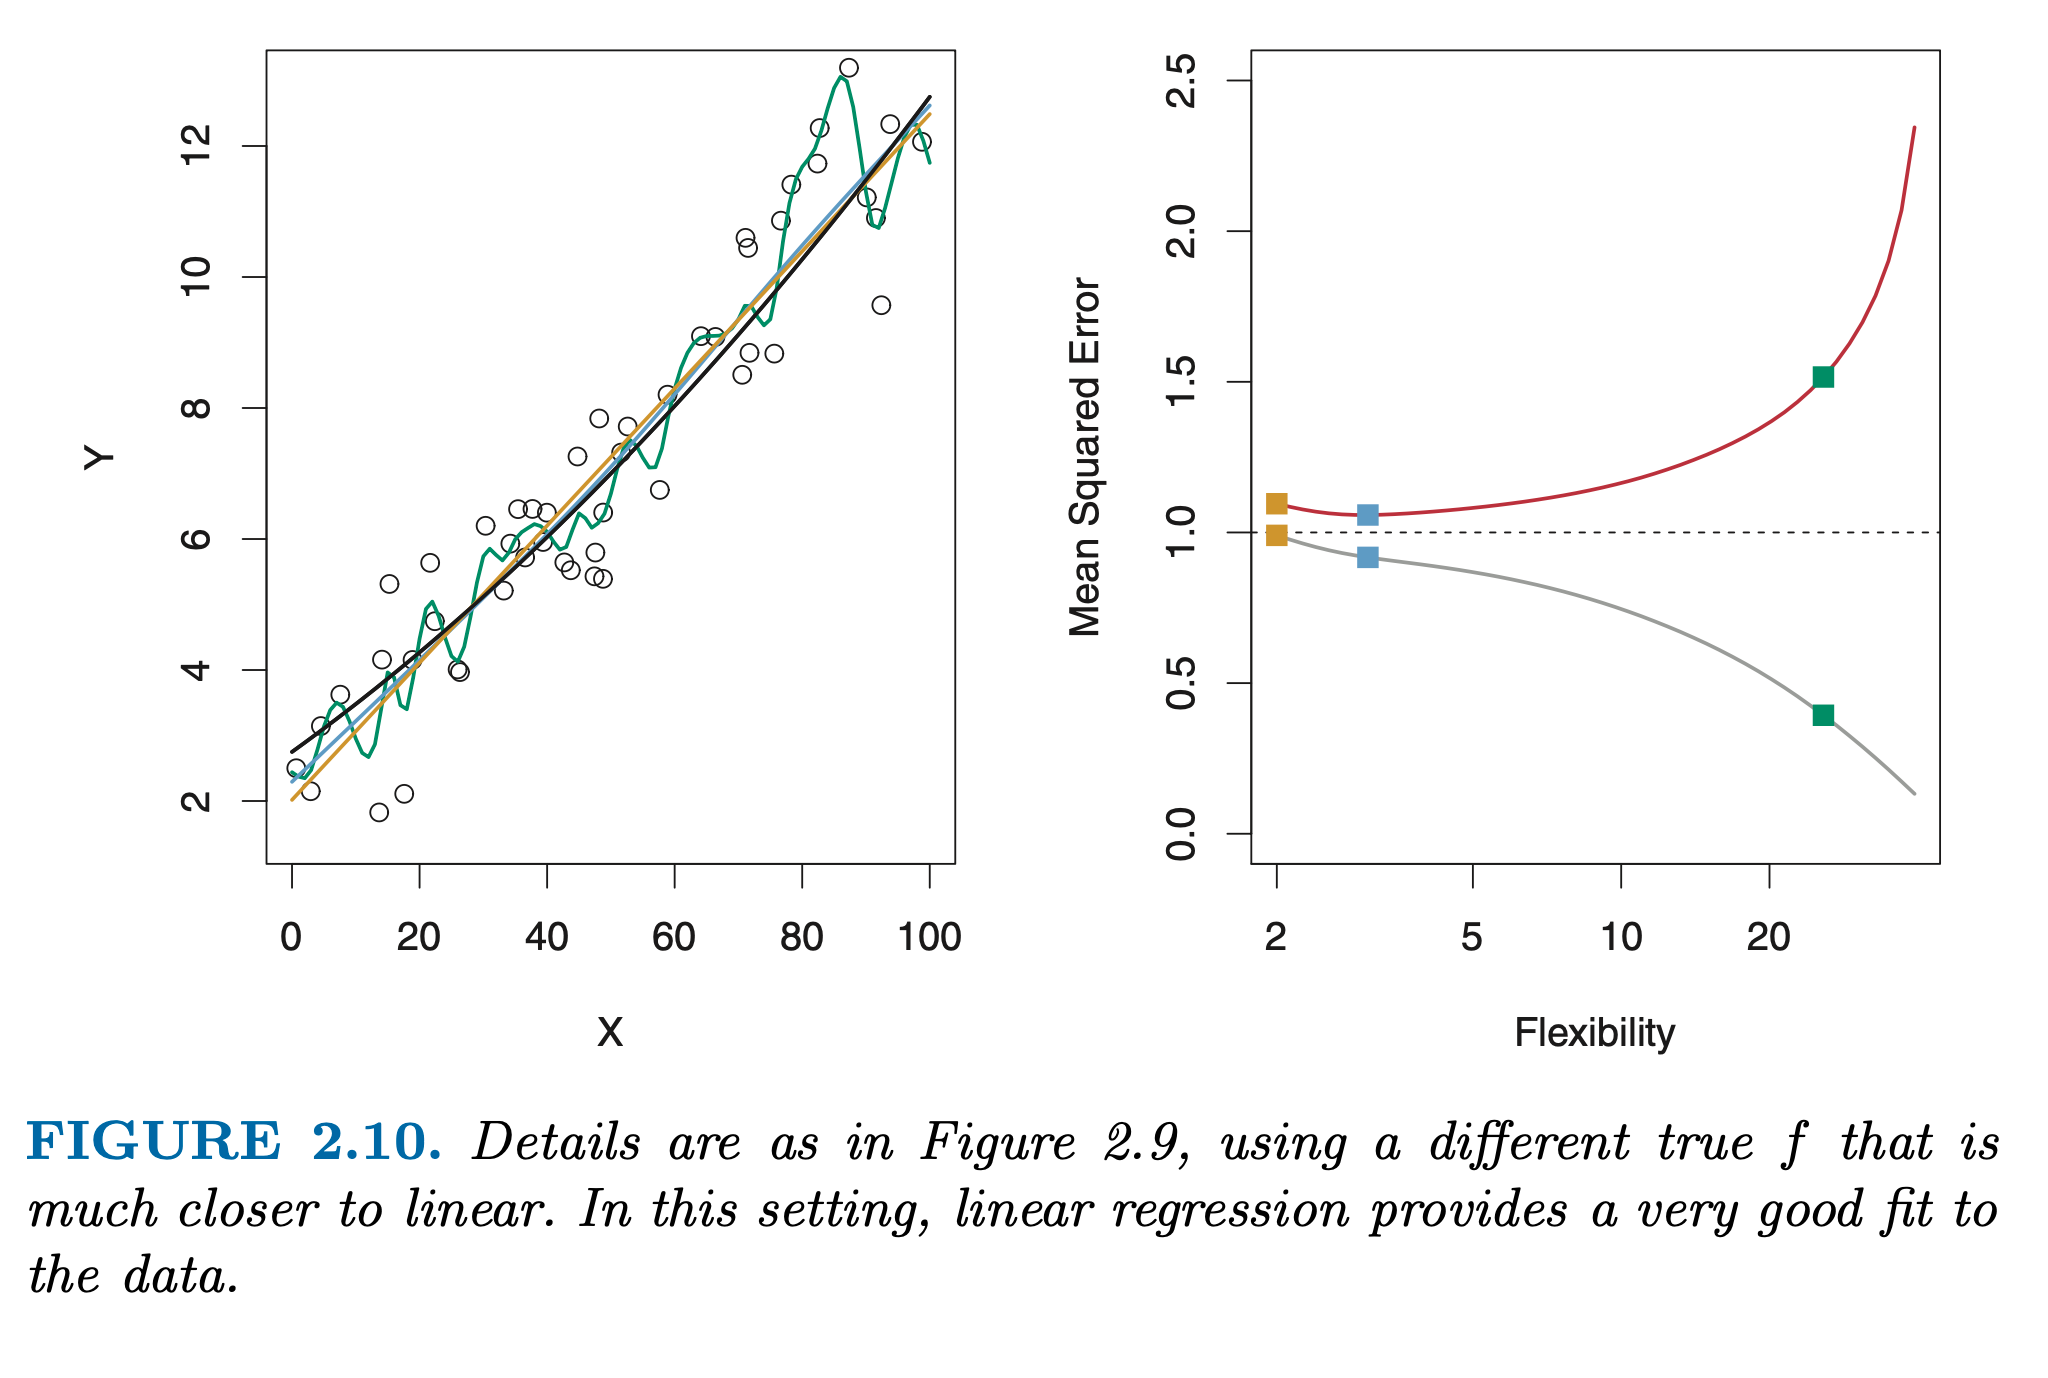 Y
2
4
6
8
10
12
0 20 40 60 80 100
X
Mean Squared Error
0.0
0.5
1.0
1.5
2.0
2.5
2 5 10 20
Flexibility
FIGURE 2.10. Details are as in Figure 2.9, using a different true f that is
much closer to linear. In this setting, linear regression provides a very good fit to
the data.